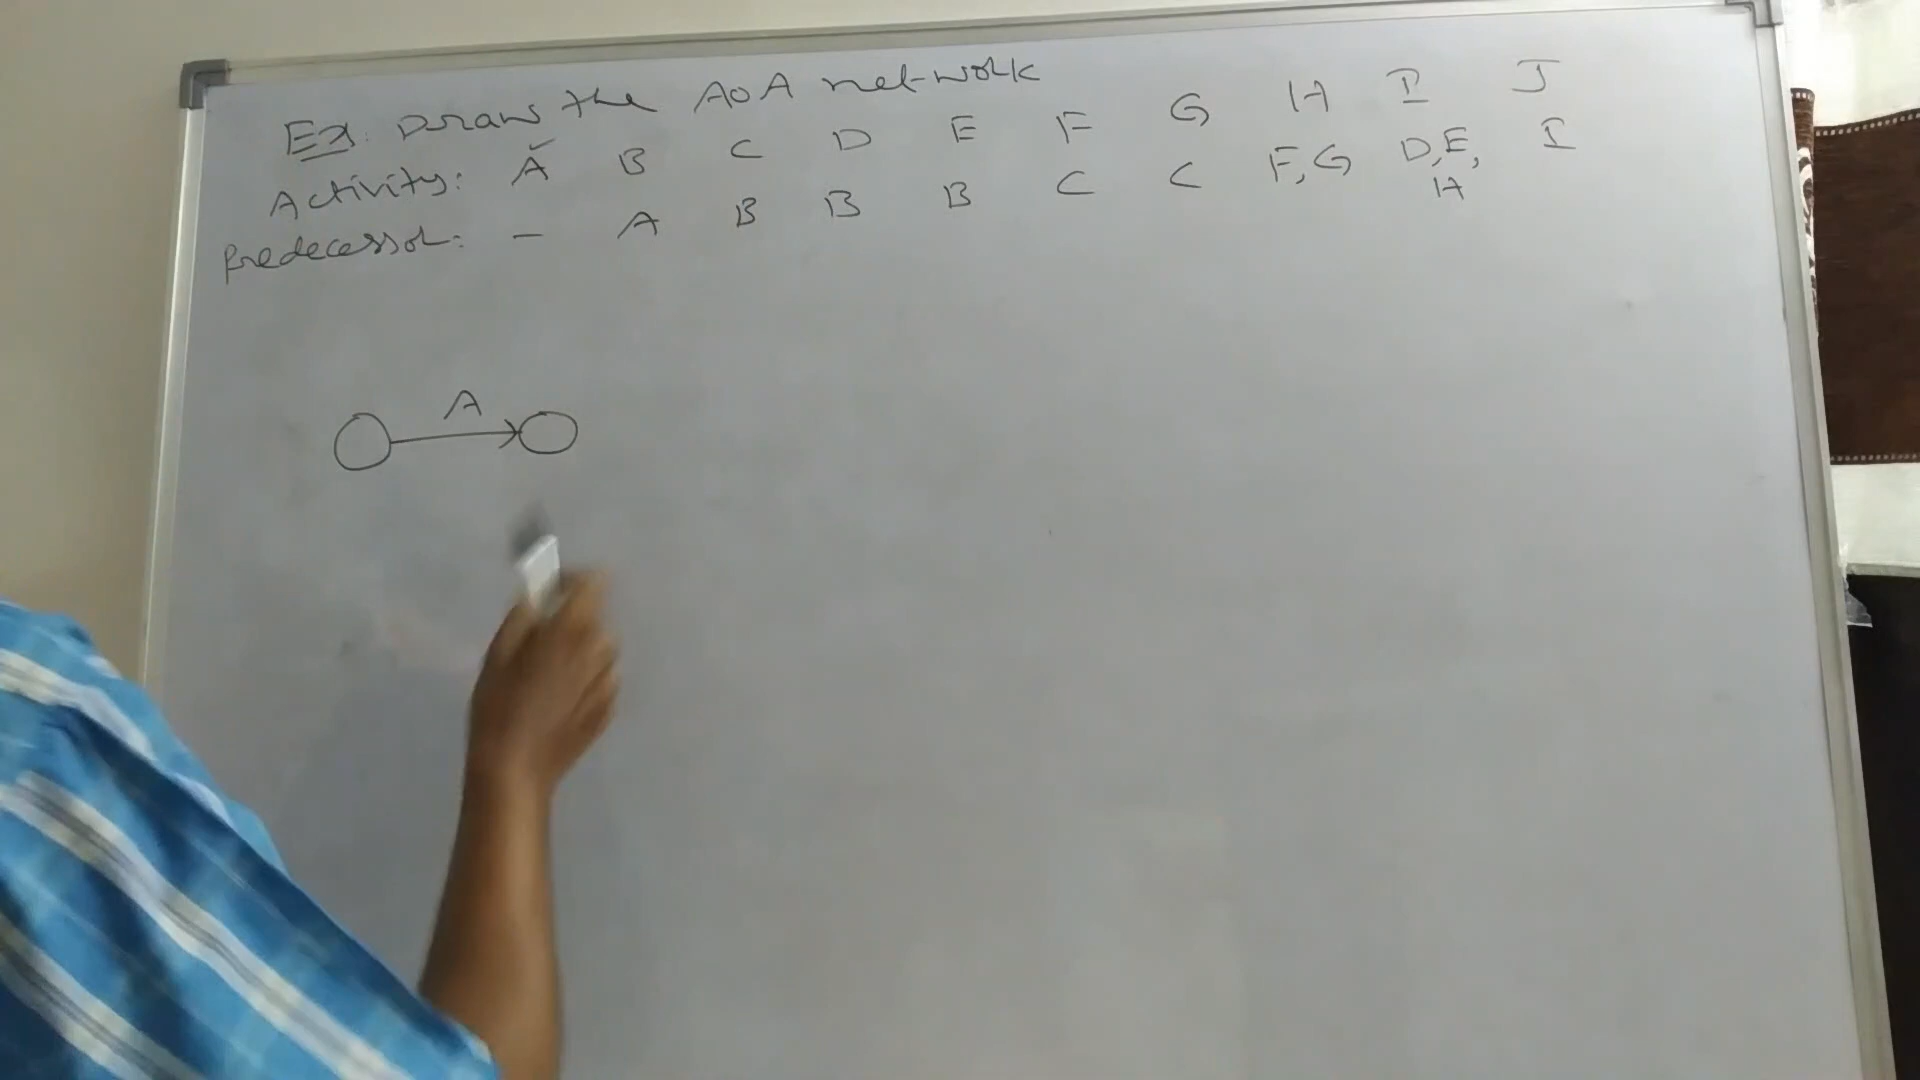 Ex. Draw the AOA network
Activity: A B C D E F G H I J
Predecessor: - A B B B C C F,G D,E, I
H
A